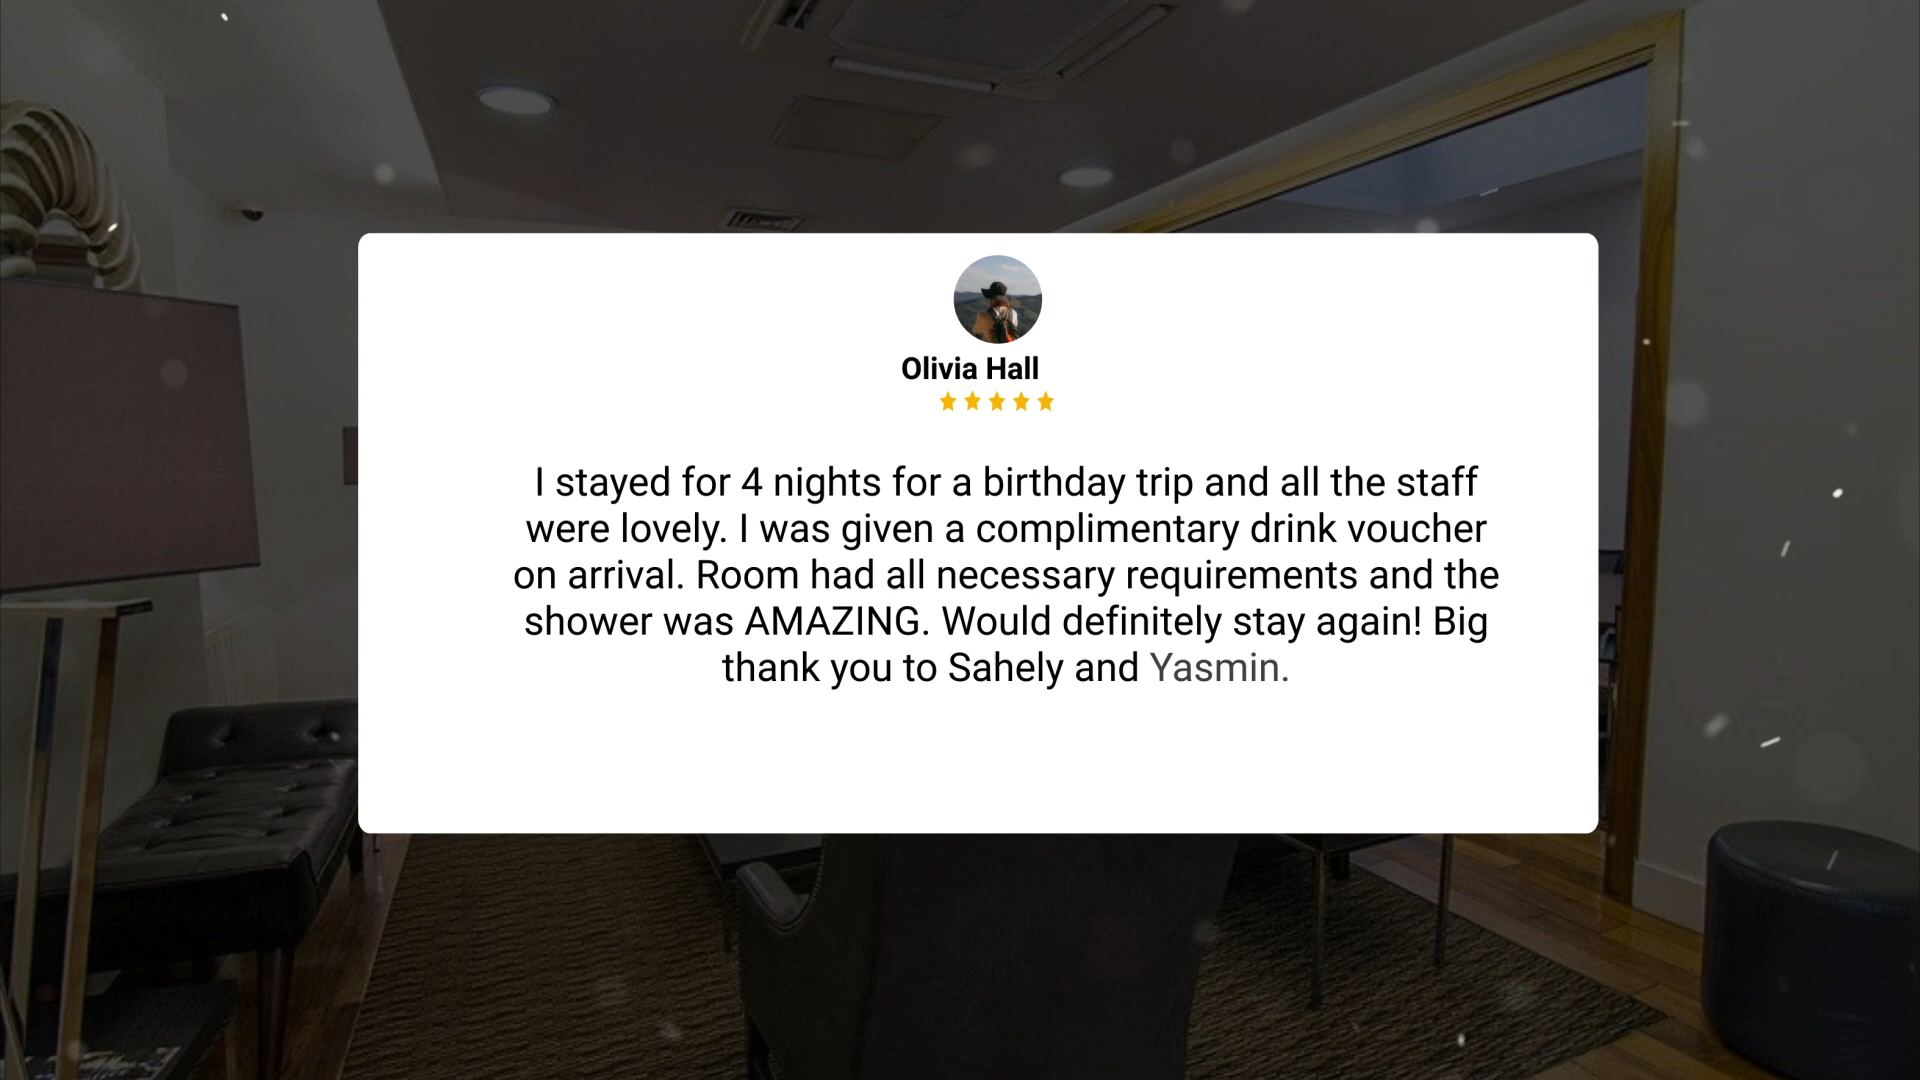 Olivia Hall
I stayed for 4 nights for a birthday trip and all the staff
were lovely. I was given a complimentary drink voucher
on arrival. Room had all necessary requirements and the
shower was AMAZING. Would definitely stay again! Big
thank you to Sahely and Yasmin.